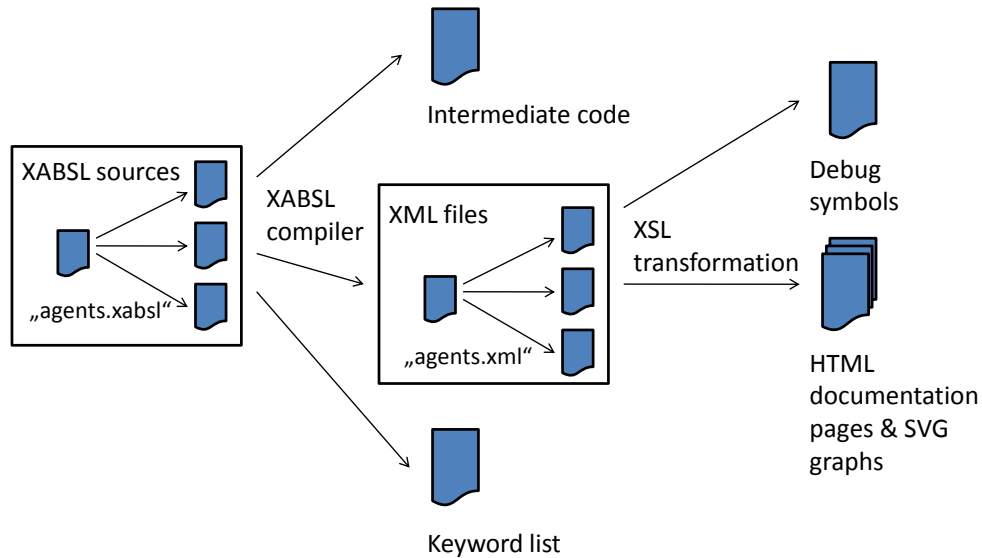 Intermediate code
XABSL sources
„agents.xabsl“
XABSL
compiler
XML files
„agents.xml“
Keyword list
XSL
transformation
Debug
symbols
HTML
documentation
pages & SVG
graphs